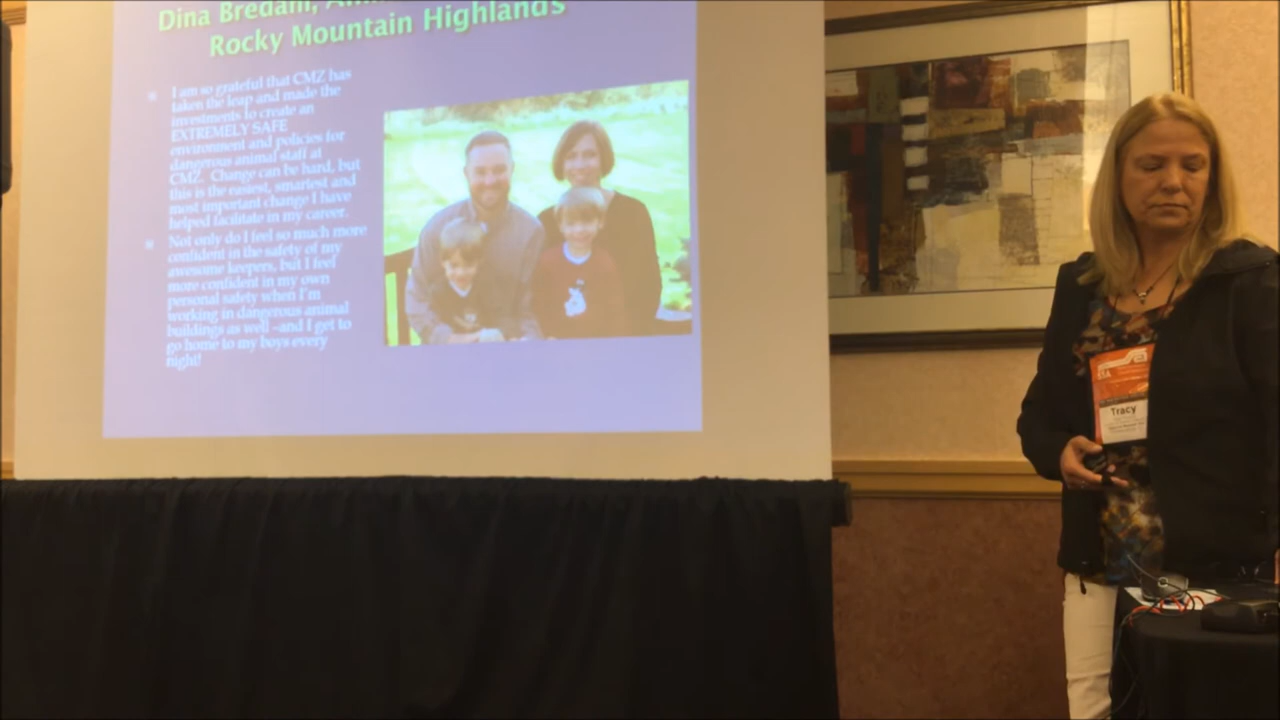 Dina Bredahl,
Rocky Mountain Highlands
I am so grateful that CMZ has
taken the leap and made the
investments to create an
EXTREMELY SAFE
environment and policies for
dangerous animal staff at
CMZ. Change can be hard, but
this is the easiest, smartest and
most important change I have
helped facilitate in my career.
Not only do I feel so much more
confident in the safety of my
awesome keepers, but I feel
more confident in my own
personal safety when I'm
working in dangerous animal
buildings as well –and I get to
go home to my boys every
night!
Tracy